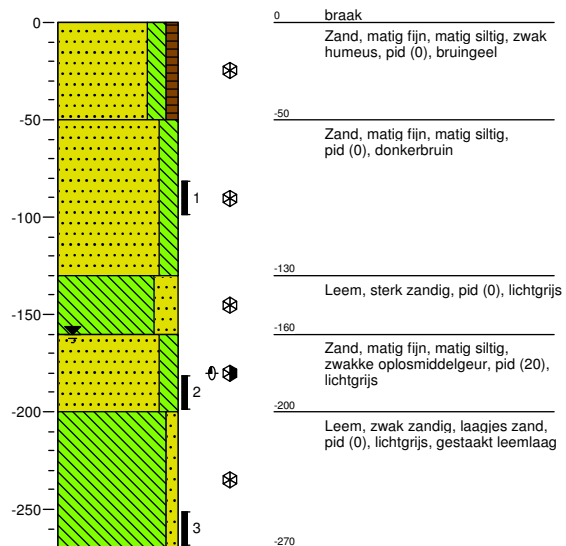 0
-50
-100
-150
-200
-250
1
2
3
0 braak
Zand, matig fijn, matig siltig, zwak
humeus, pid (0), bruingeel
-50
Zand, matig fijn, matig siltig,
pid (0), donkerbruin
-130
Leem, sterk zandig, pid (0), lichtgrijs
-160
Zand, matig fijn, matig siltig,
zwakke oplosmiddelgeur, pid (20),
lichtgrijs
-200
Leem, zwak zandig, laagjes zand,
pid (0), lichtgrijs, gestaakt leemlaag
-270